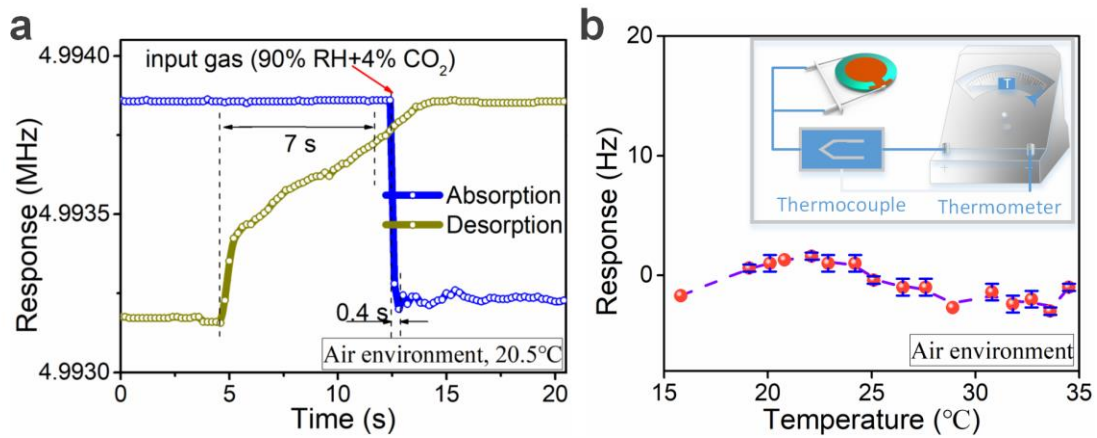 a
4.9940
4.9935
4.9930
Response (MHz)
input gas (90% RH+4% CO₂)
7 s
Absorption
Desorption
0.4 s
Air environment, 20.5℃
0 5 10 15 20
Time (s)
b
20
10
0
Response (Hz)
T
Thermocouple
Thermometer
Air environment
15 20 25 30 35
Temperature (℃)